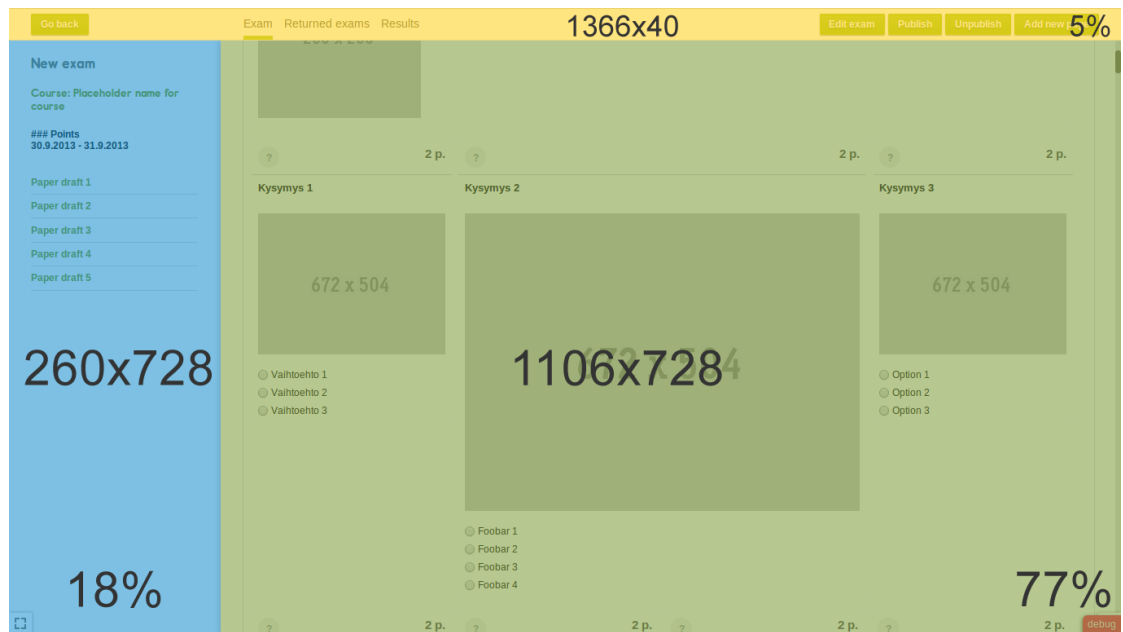 Go back
Exam Returned exams Results
1366x40
Edit exam Publish Unpublish Add new
5%
New exam
Course: Placeholder name for
course
### Points
30.9.2013 - 31.9.2013
Paper draft 1
Paper draft 2
Paper draft 3
Paper draft 4
Paper draft 5
260x728
18%
? 2 p. ? 2 p. ? 2 p.
Kysymys 1 Kysymys 2 Kysymys 3
672 x 504 672 x 504
672 x 504
1106x728
Vaihtoehto 1
Vaihtoehto 2
Vaihtoehto 3
Option 1
Option 2
Option 3
Foobar 1
Foobar 2
Foobar 3
Foobar 4
77%
? 2 p. ? 2 p. ? 2 p. ? 2 p.
debug